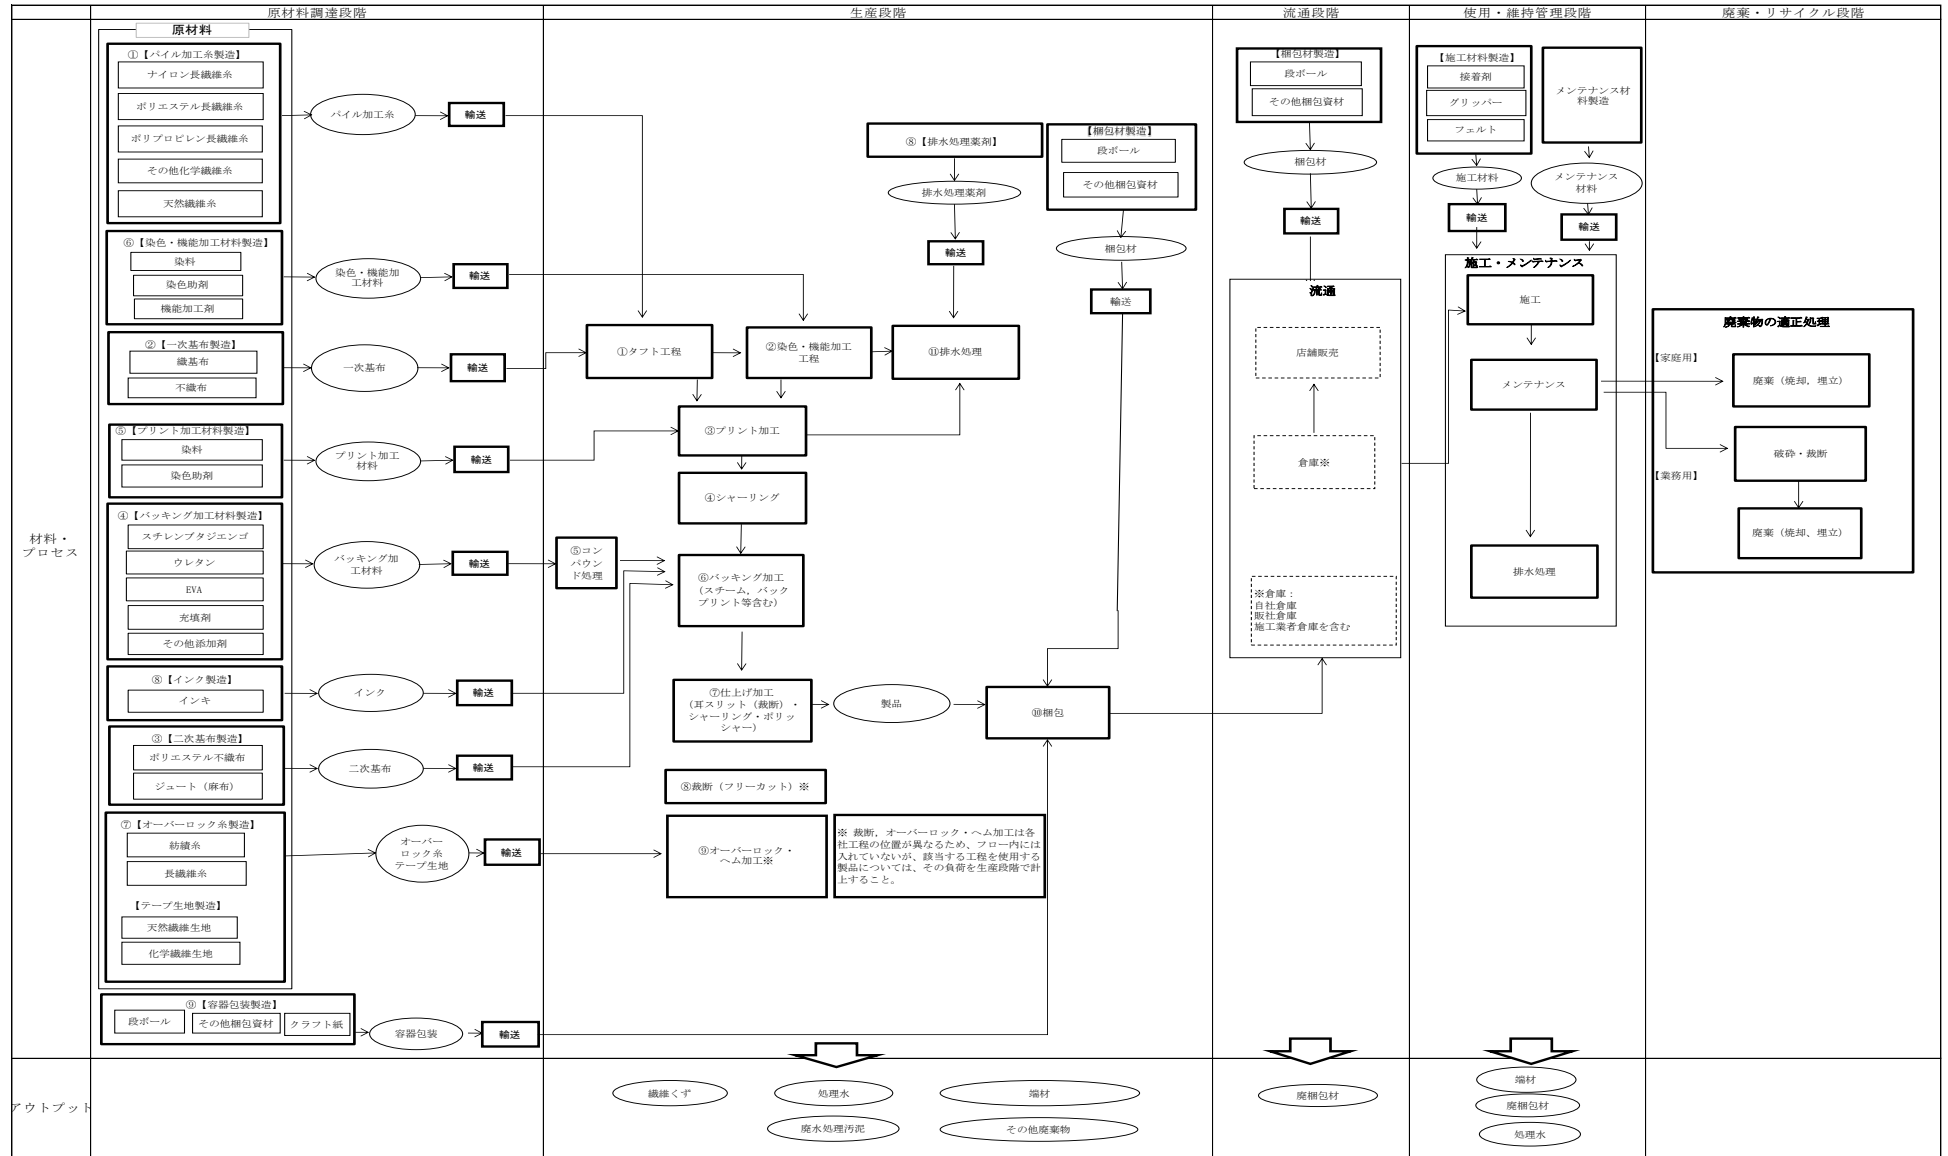 原材料調達段階
生産段階
流通段階
使用・維持管理段階
廃棄・リサイクル段階
材料・
プロセス
原材料
①【パイル加工糸製造】
ナイロン長繊維糸
ポリエステル長繊維糸
ポリプロピレン長繊維糸
その他化学繊維糸
天然繊維糸
パイル加工糸
輸送
⑥【染色・機能加工材料製造】
染料
染色助剤
機能加工剤
染色・機能加
工材料
輸送
②【一次基布製造】
織基布
不織布
一次基布
輸送
⑤【プリント加工材料製造】
染料
染色助剤
プリント加工
材料
輸送
④【バッキング加工材料製造】
スチレンブタジエンゴ
ウレタン
EVA
充填剤
その他添加剤
バッキング加
工材料
輸送
⑧【インク製造】
インキ
インク
輸送
③【二次基布製造】
ポリエステル不織布
ジュート（麻布）
二次基布
輸送
⑦【オーバーロック糸製造】
紡績糸
長繊維糸
【テープ生地製造】
天然繊維生地
化学繊維生地
オーバー
ロック糸
テープ生地
輸送
⑨【容器包装製造】
段ボール
その他梱包資材
クラフト紙
容器包装
輸送
⑧【排水処理薬剤】
排水処理薬剤
輸送
【梱包材製造】
段ボール
その他梱包資材
梱包材
輸送
①タフト工程
②染色・機能加工
工程
⑪排水処理
③プリント加工
④シャーリング
⑤コン
パウン
ド処理
⑥バッキング加工
（スチーム，バック
プリント等含む）
⑦仕上げ加工
（耳スリット（裁断）・
シャーリング・ポリッ
シャー）
製品
⑩梱包
⑧裁断（フリーカット）※
⑨オーバーロック・
ヘム加工※
※ 裁断，オーバーロック・ヘム加工は各
社工程の位置が異なるため、フロー内には
入れていないが、該当する工程を使用する
製品については、その負荷を生産段階で計
上すること。
【梱包材製造】
段ボール
その他梱包資材
梱包材
輸送
流通
店舗販売
倉庫※
※倉庫：
自社倉庫
販社倉庫
施工業者倉庫を含む
【施工材料製造】
接着剤
グリッパー
フェルト
施工材料
輸送
メンテナンス材
料製造
メンテナンス
材料
輸送
施工・メンテナンス
施工
メンテナンス
排水処理
廃棄物の適正処理
【家庭用】
廃棄（焼却，埋立）
【業務用】
破砕・裁断
廃棄（焼却、埋立）
アウトプット
繊維くず
処理水
端材
廃水処理汚泥
その他廃棄物
廃梱包材
端材
廃梱包材
処理水